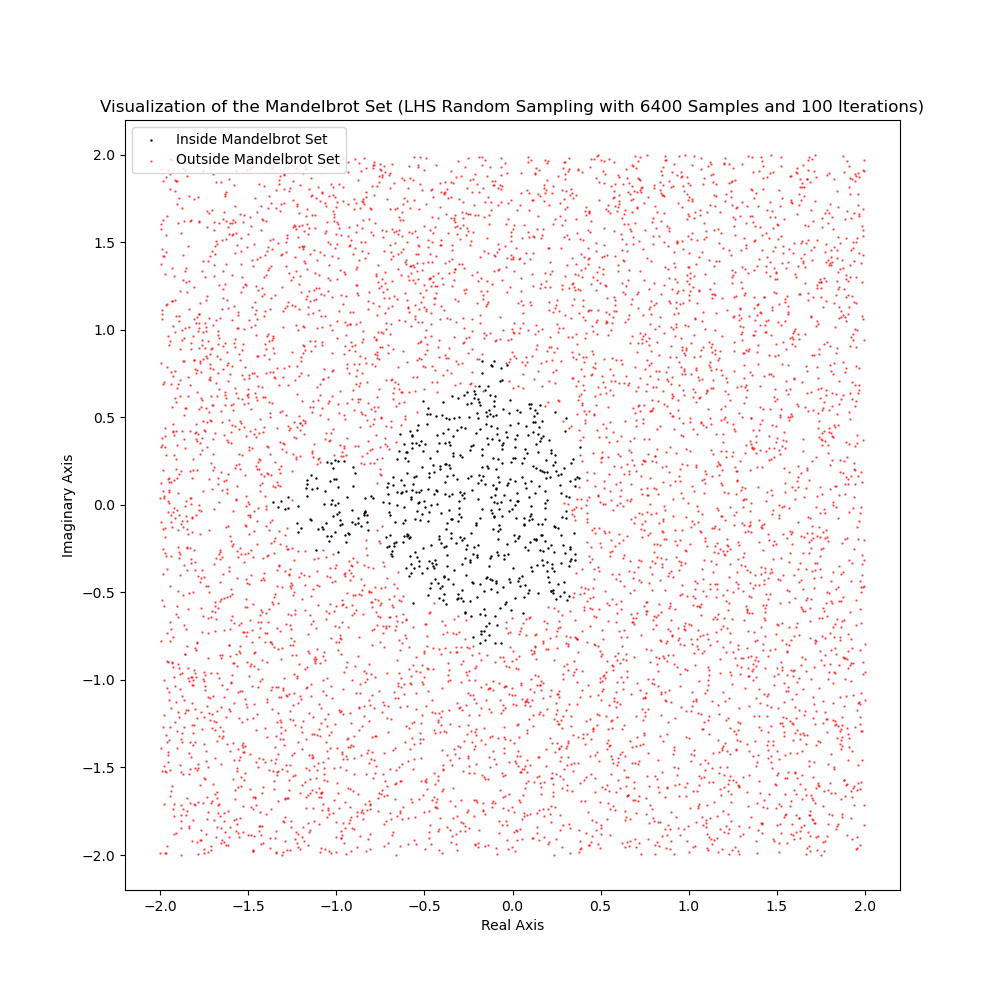 Visualization of the Mandelbrot Set (LHS Random Sampling with 6400 Samples and 100 Iterations)
Inside Mandelbrot Set
Outside Mandelbrot Set
2.0
1.5
1.0
0.5
0.0
−0.5
−1.0
−1.5
−2.0
Imaginary Axis
−2.0 −1.5 −1.0 −0.5 0.0 0.5 1.0 1.5 2.0
Real Axis